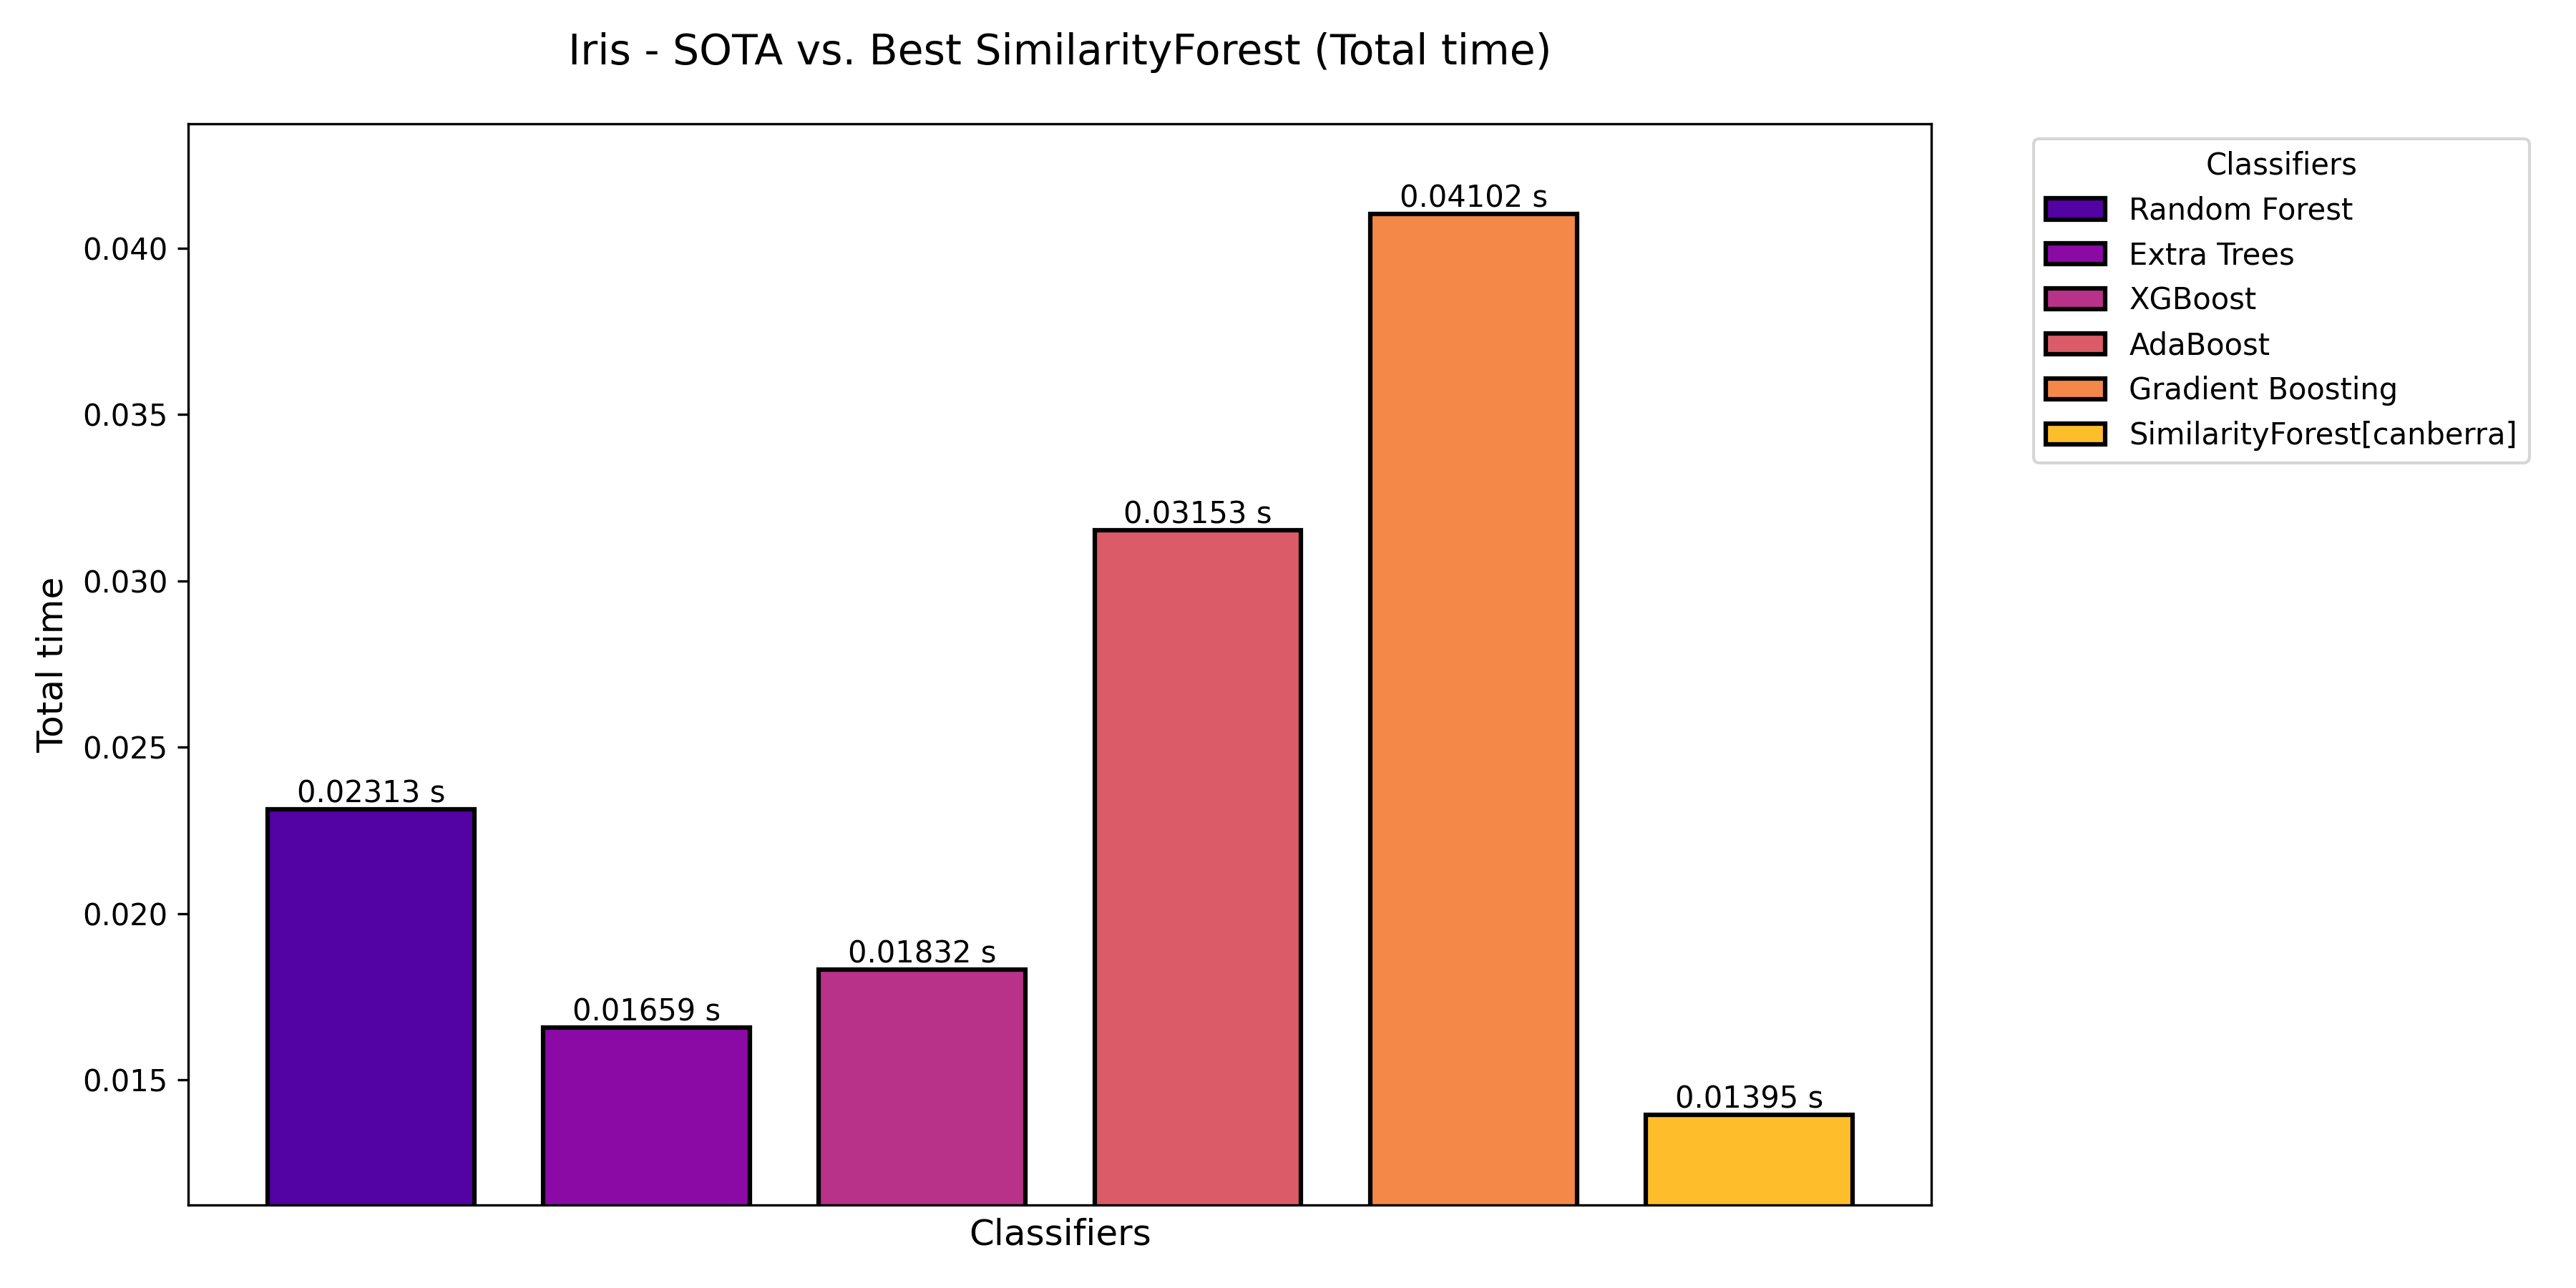 Iris - SOTA vs. Best SimilarityForest (Total time)
Total time
0.040
0.035
0.030
0.025
0.020
0.015
0.02313 s
0.01659 s
0.01832 s
0.03153 s
0.04102 s
0.01395 s
Classifiers
Classifiers
Random Forest
Extra Trees
XGBoost
AdaBoost
Gradient Boosting
SimilarityForest[canberra]